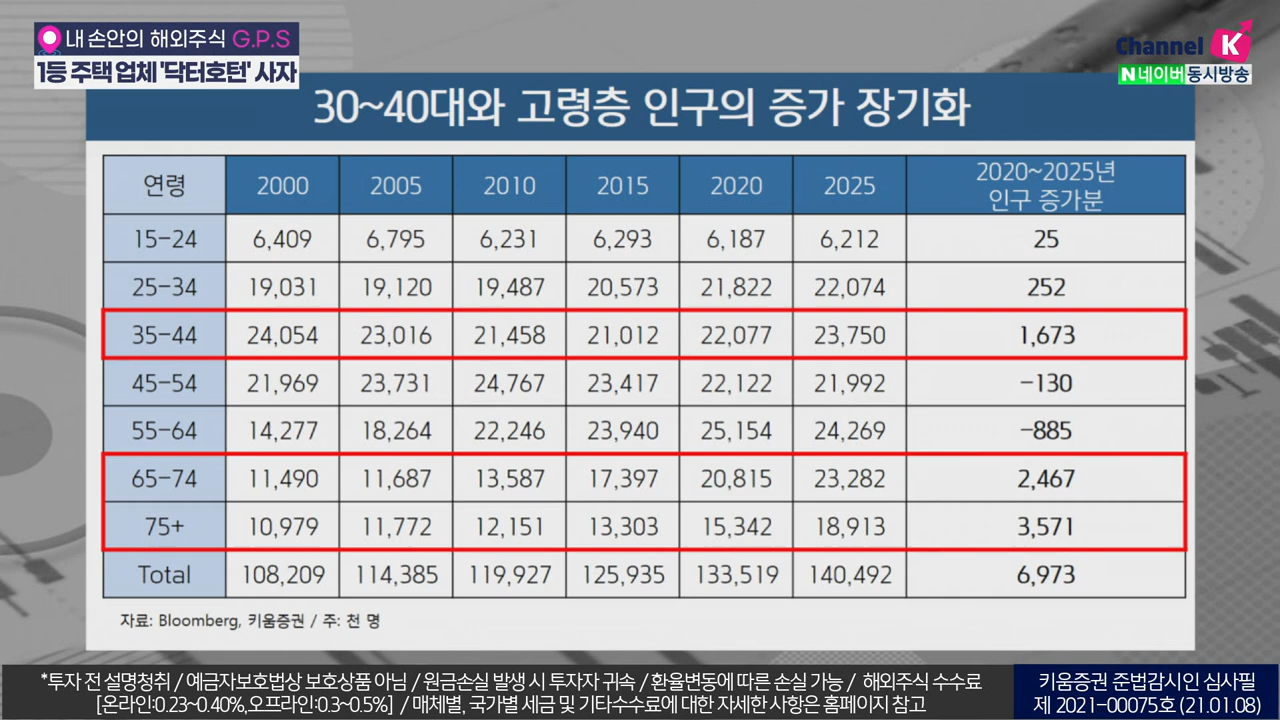 내 손안의 해외주식 G.P.S
1등 주택 업체 '닥터호턴' 사자
Channel K
N 네이버 동시방송
30~40대와 고령층 인구의 증가 장기화
연령 2000 2005 2010 2015 2020 2025 2020~2025년
인구 증가분
15-24 6,409 6,795 6,231 6,293 6,187 6,212 25
25-34 19,031 19,120 19,487 20,573 21,822 22,074 252
35-44 24,054 23,016 21,458 21,012 22,077 23,750 1,673
45-54 21,969 23,731 24,767 23,417 22,122 21,992 -130
55-64 14,277 18,264 22,246 23,940 25,154 24,269 -885
65-74 11,490 11,687 13,587 17,397 20,815 23,282 2,467
75+ 10,979 11,772 12,151 13,303 15,342 18,913 3,571
Total 108,209 114,385 119,927 125,935 133,519 140,492 6,973
자료: Bloomberg, 키움증권 / 주: 천 명
*투자 전 설명청취 / 예금자보호법상 보호상품 아님 / 원금손실 발생 시 투자자 귀속 / 환율변동에 따른 손실 가능 / 해외주식 수수료
[온라인:0.23~0.40%,오프라인:0.3~0.5%] / 매체별, 국가별 세금 및 기타수수료에 대한 자세한 사항은 홈페이지 참고
키움증권 준법감시인 심사필
제 2021-00075호 (21.01.08)